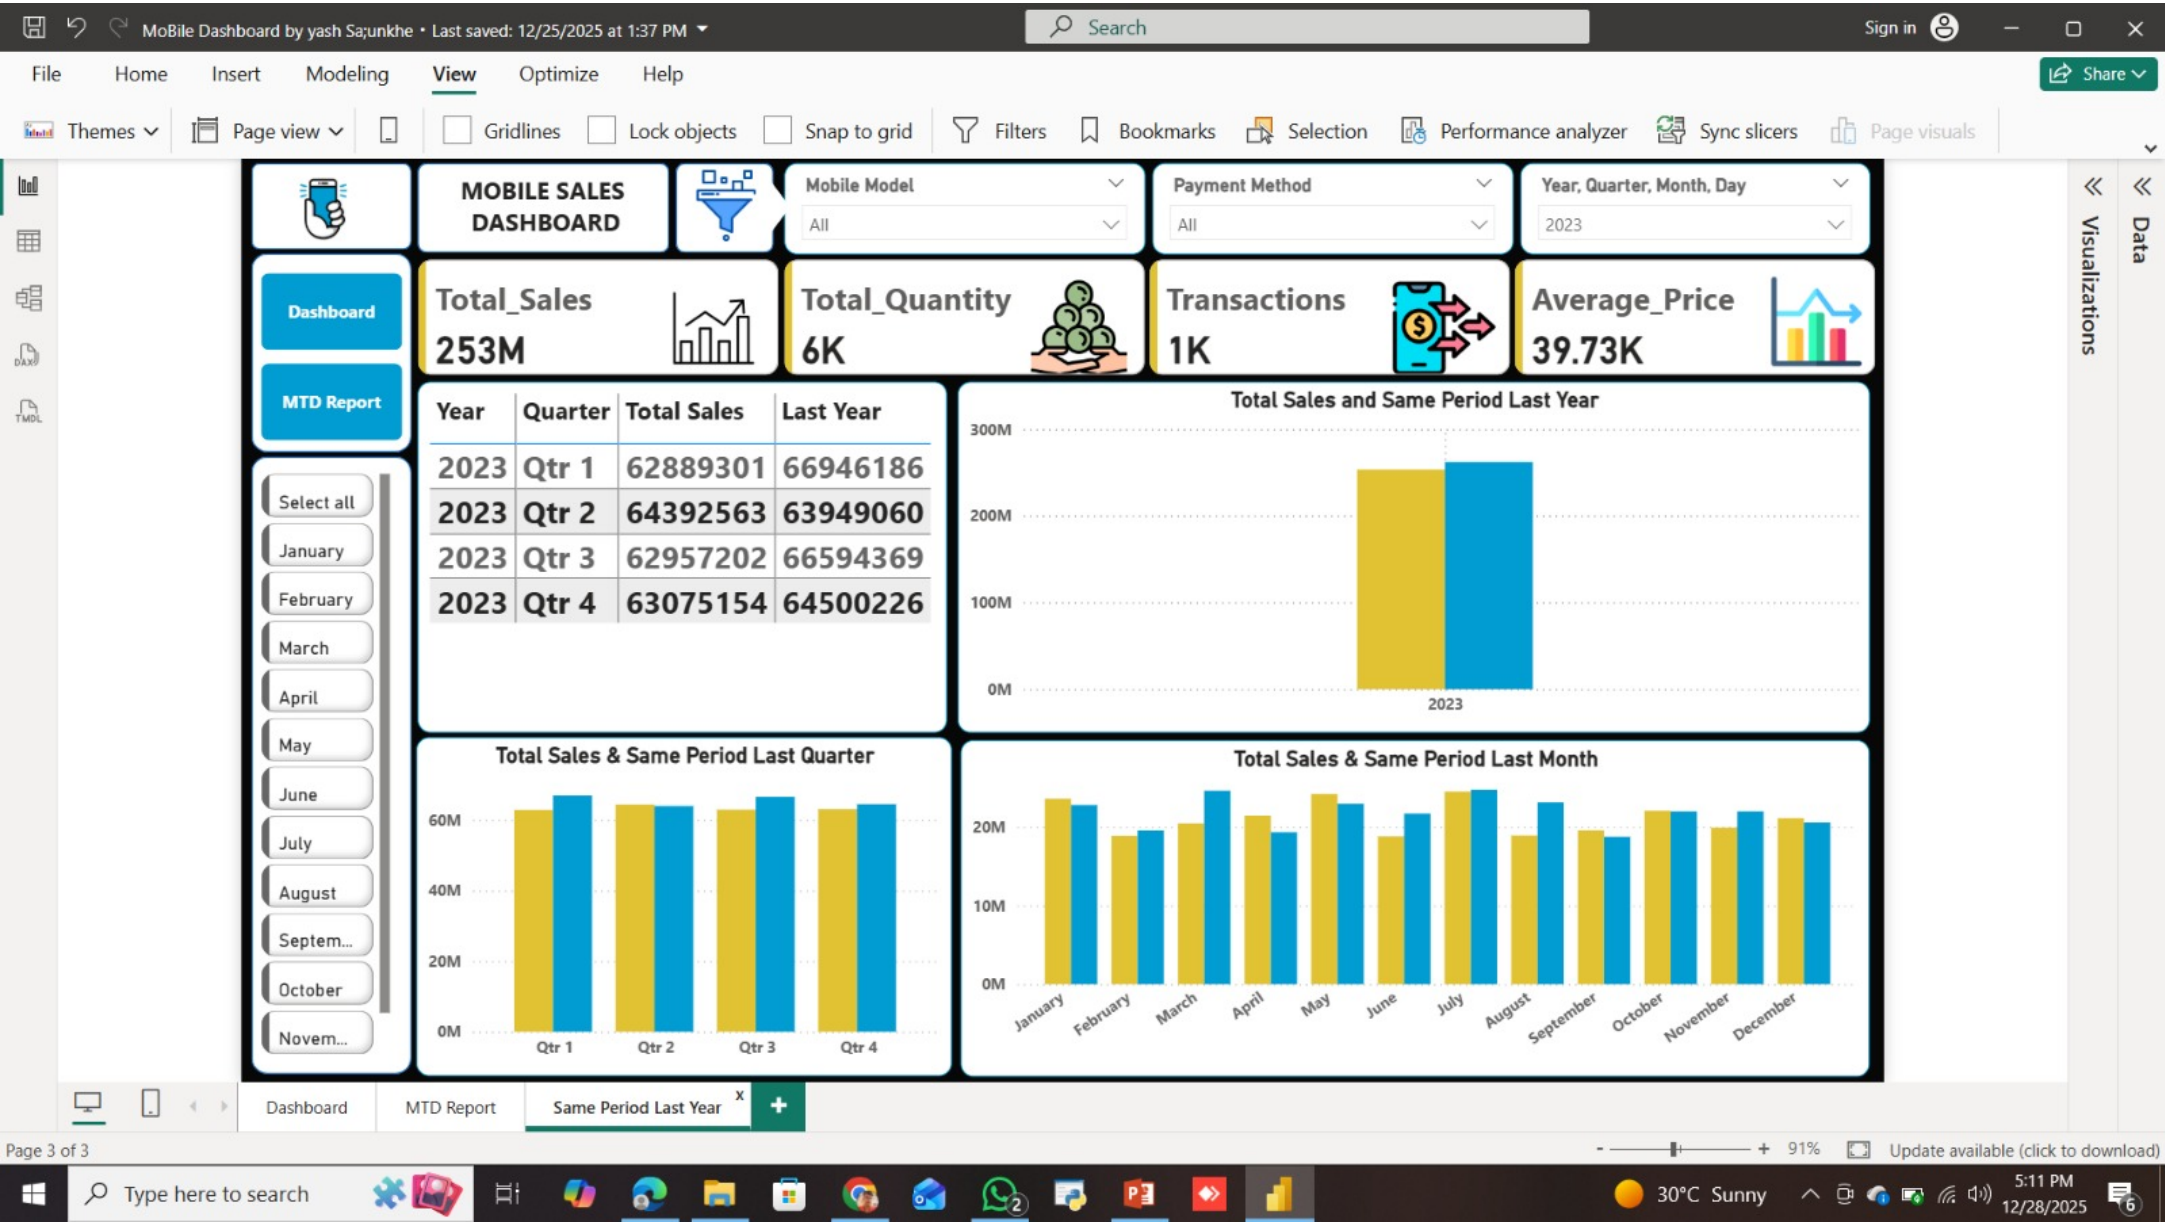 MoBile Dashboard by yash Sa;unkhe • Last saved: 12/25/2025 at 1:37 PM
Search
Sign in
File Home Insert Modeling View Optimize Help
Share
Themes Page view Gridlines Lock objects Snap to grid Filters Bookmarks Selection Performance analyzer Sync slicers Page visuals
DAX
TMDL
MOBILE SALES
DASHBOARD
Mobile Model
All
Payment Method
All
Year, Quarter, Month, Day
2023
Visualizations
Data
Dashboard
MTD Report
Total_Sales
253M
Total_Quantity
6K
Transactions
1K
Average_Price
39.73K
Select all
January
February
March
April
May
June
July
August
Septem...
October
Novem...
Year Quarter Total Sales Last Year
2023 Qtr 1 62889301 66946186
2023 Qtr 2 64392563 63949060
2023 Qtr 3 62957202 66594369
2023 Qtr 4 63075154 64500226
Total Sales and Same Period Last Year
300M
200M
100M
0M
2023
Total Sales & Same Period Last Quarter
60M
40M
20M
0M
Qtr 1 Qtr 2 Qtr 3 Qtr 4
Total Sales & Same Period Last Month
20M
10M
0M
January February March April May June July August September October November December
Dashboard MTD Report Same Period Last Year x +
Page 3 of 3
- + 91% Update available (click to download)
Type here to search
2
30°C Sunny
5:11 PM
12/28/2025
6